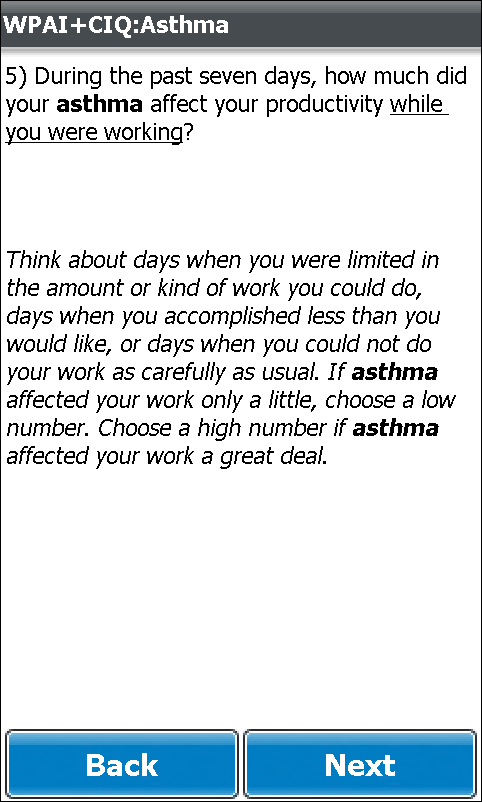 WPAI+CIQ:Asthma
5) During the past seven days, how much did
your asthma affect your productivity while
you were working?
Think about days when you were limited in
the amount or kind of work you could do,
days when you accomplished less than you
would like, or days when you could not do
your work as carefully as usual. If asthma
affected your work only a little, choose a low
number. Choose a high number if asthma
affected your work a great deal.
Back Next